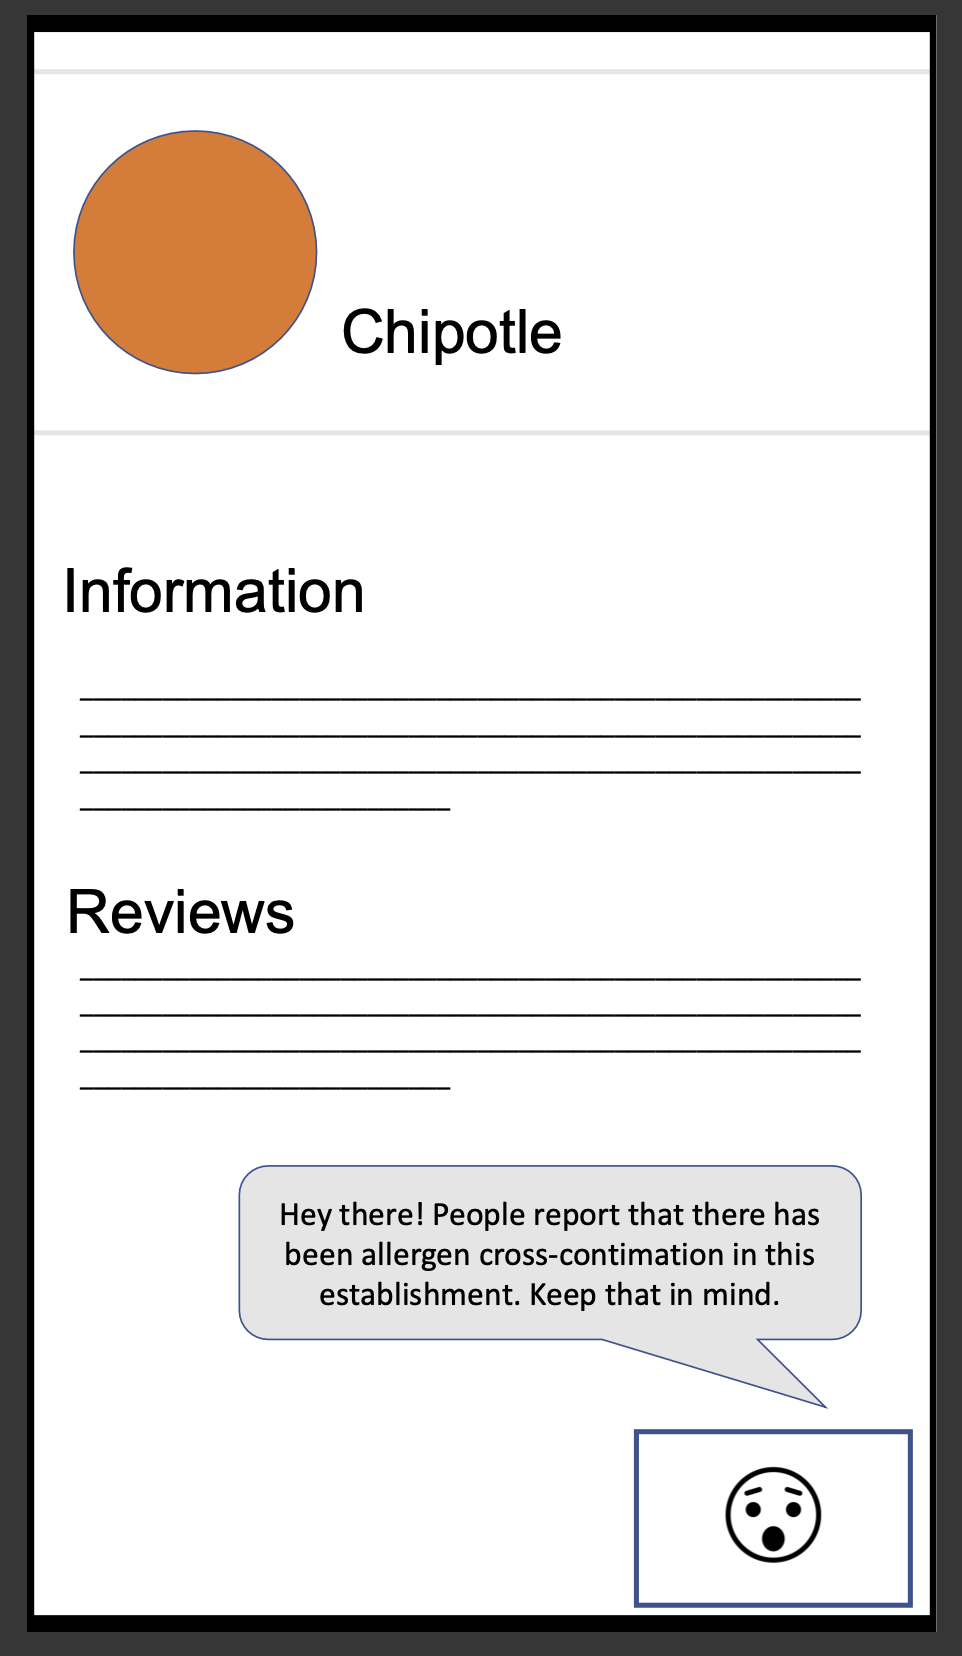 Chipotle
Information
Reviews
Hey there! People report that there has
been allergen cross-contimation in this
establishment. Keep that in mind.